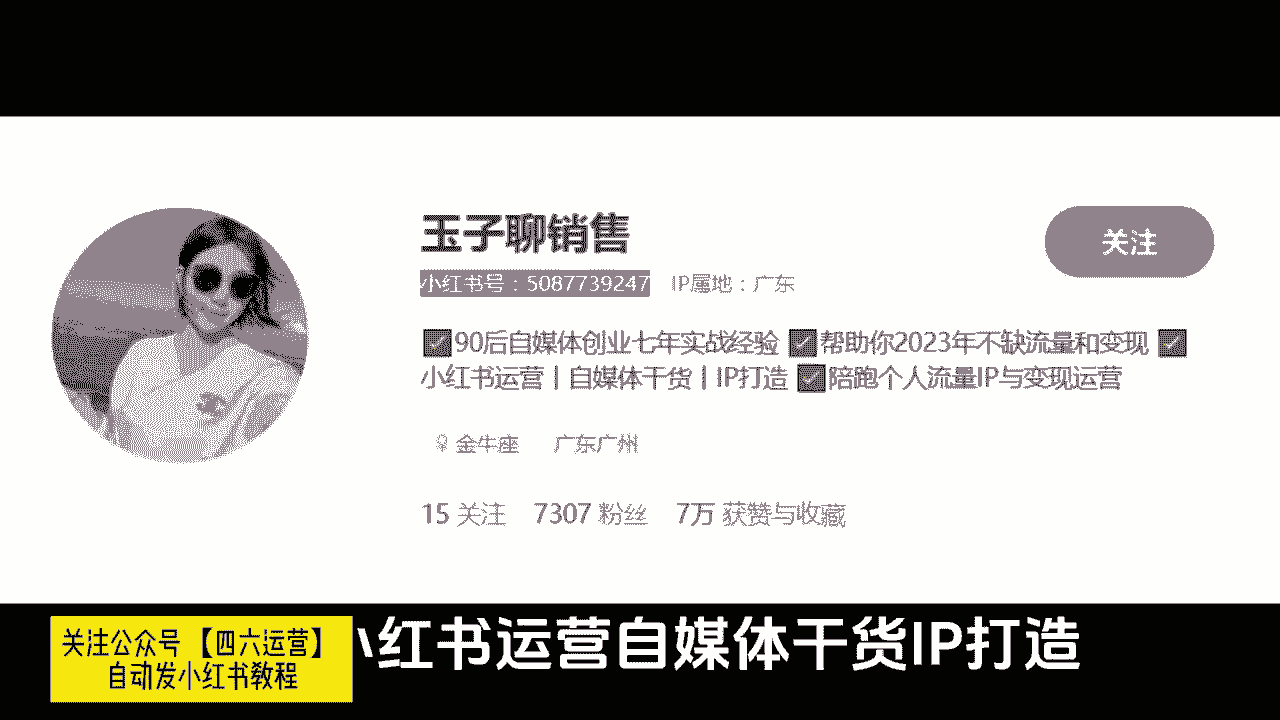 玉子聊销售
关注
小红书号：5087739247 IP属地：广东
✅90后自媒体创业七年实战经验 ✅帮助你2023年不缺流量和变现 ✅
小红书运营丨自媒体干货丨IP打造 ✅陪跑个人流量IP与变现运营
♀ 金牛座 广东广州
15 关注 7307 粉丝 7万 获赞与收藏
小红书运营自媒体干货IP打造
关注公众号【四六运营】
自动发小红书教程